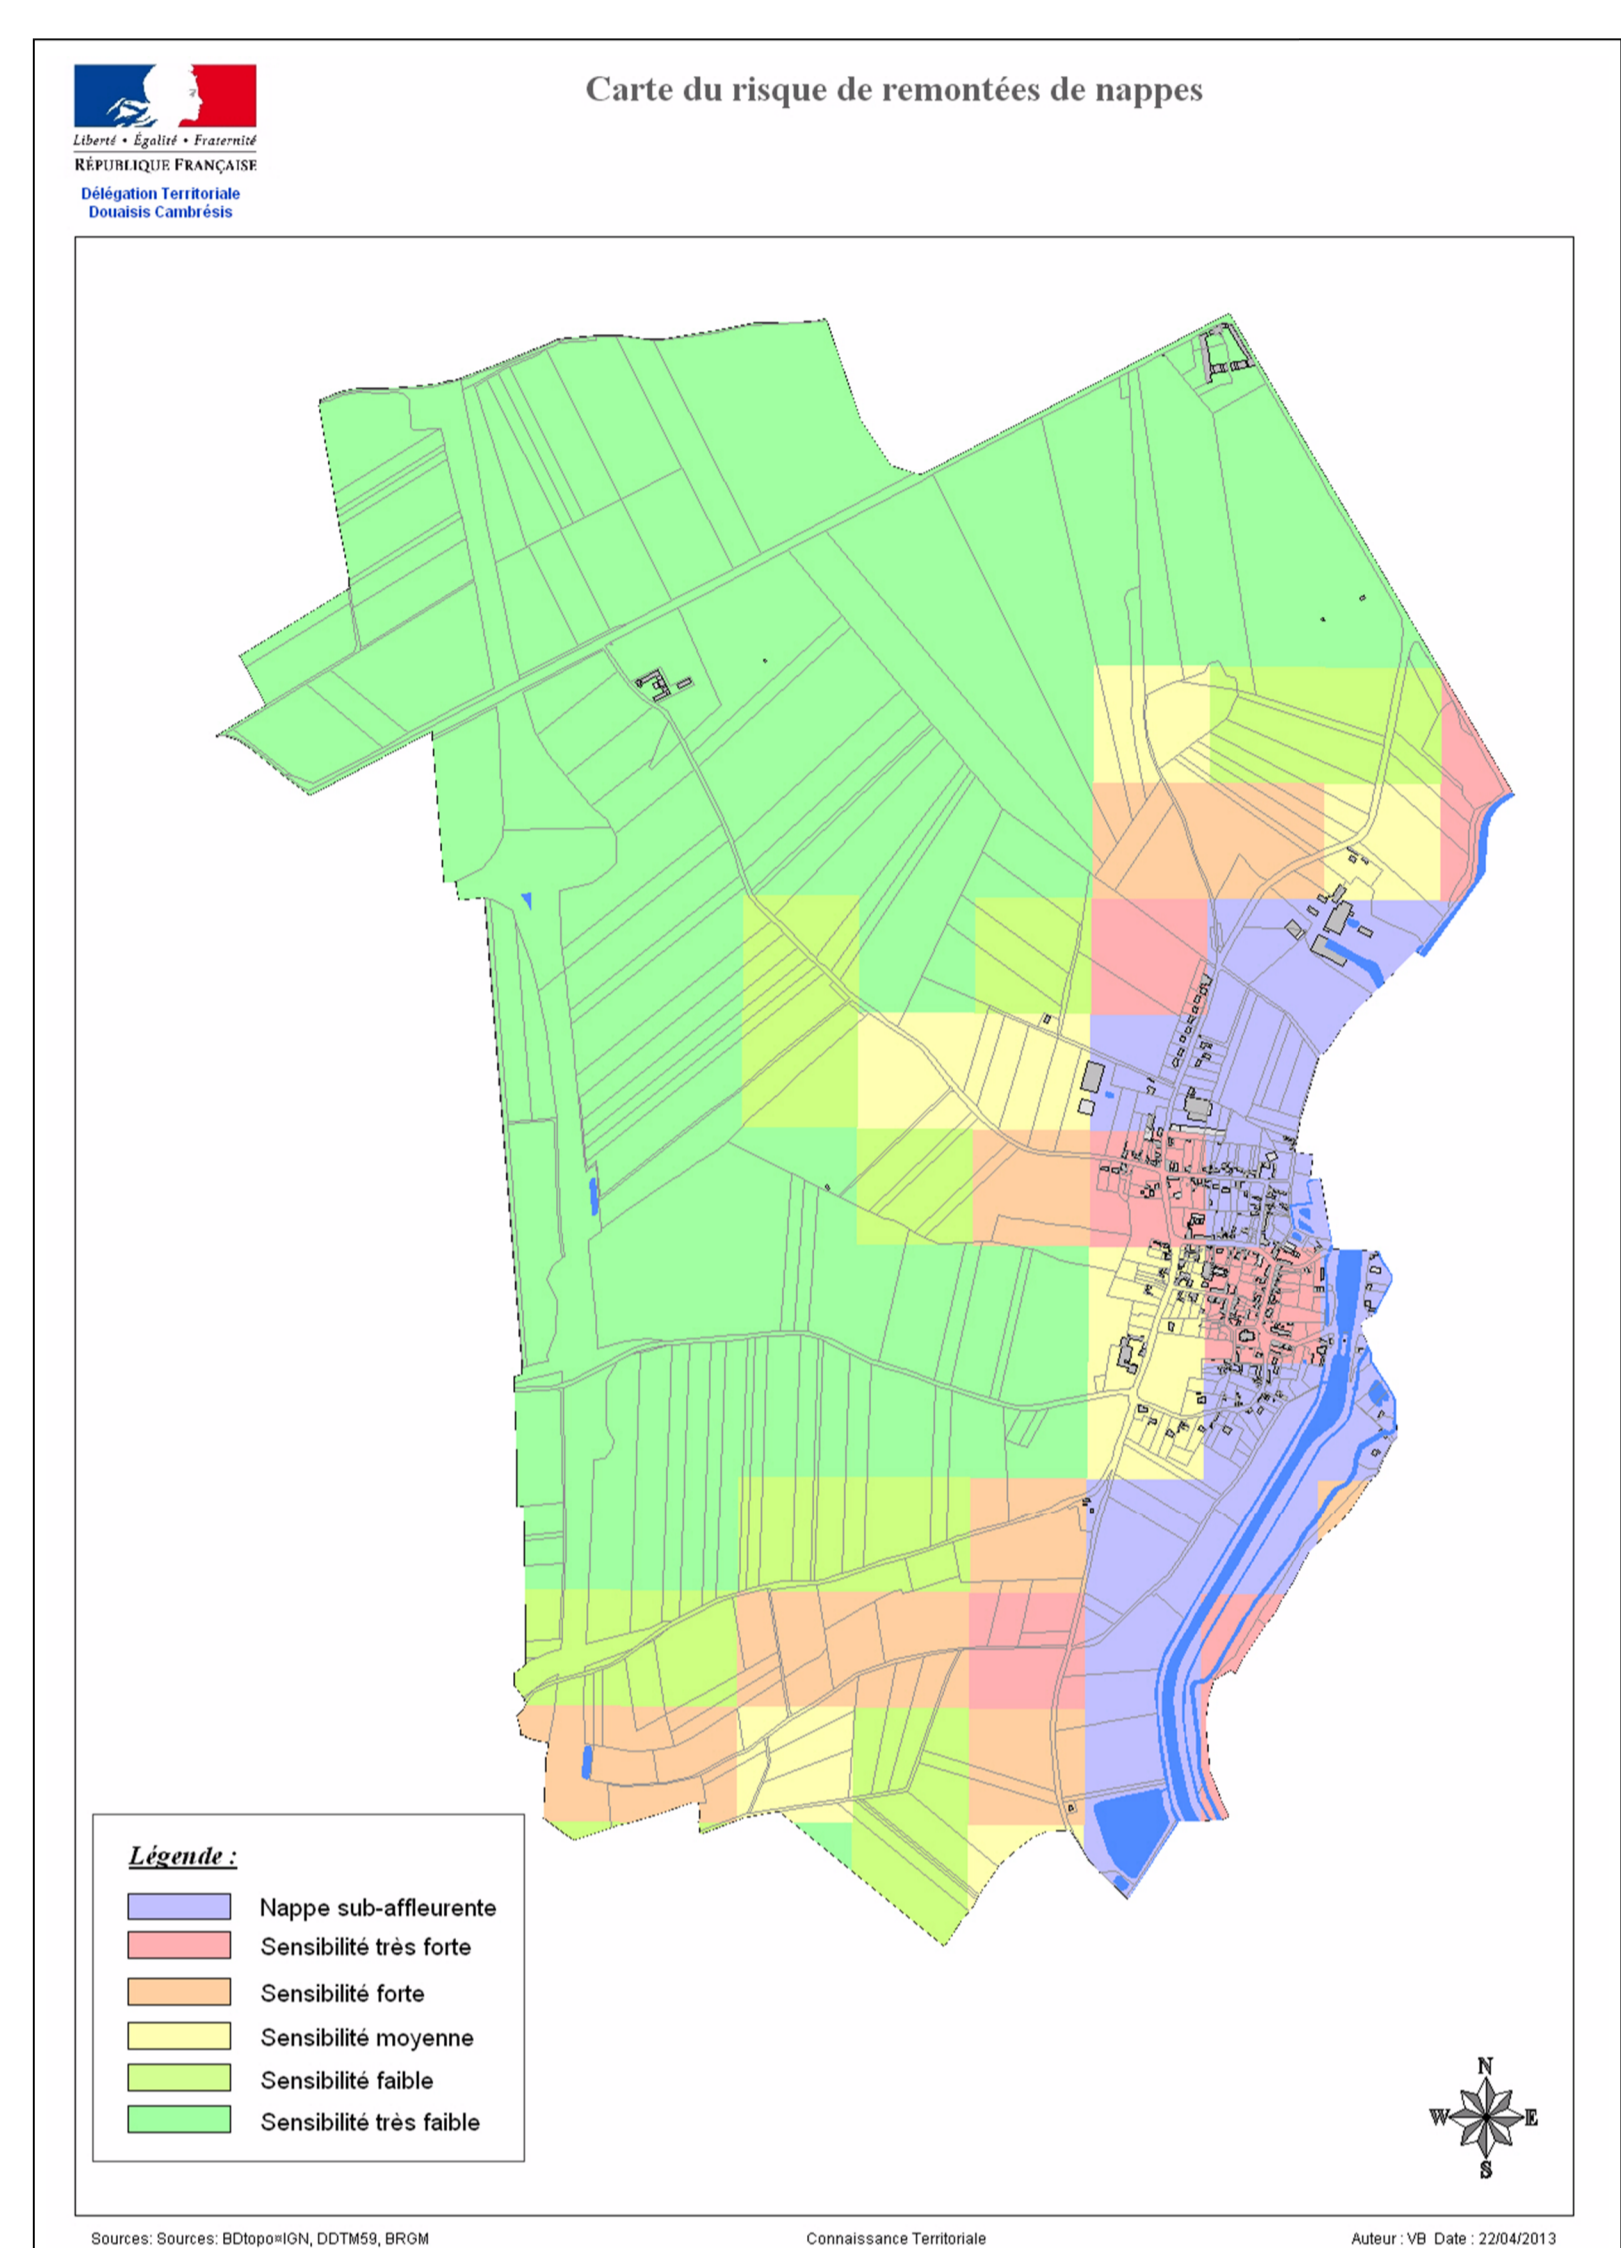 Carte du risque de remontées de nappes
Liberté • Égalité • Fraternité
RÉPUBLIQUE FRANÇAISE
Délégation Territoriale
Douaisis Cambrésis
Légende :
Nappe sub-affleurente
Sensibilité très forte
Sensibilité forte
Sensibilité moyenne
Sensibilité faible
Sensibilité très faible
N
W E
S
Sources: Sources: BDtopo¤IGN, DDTM59, BRGM
Connaissance Territoriale
Auteur : VB Date : 22/04/2013